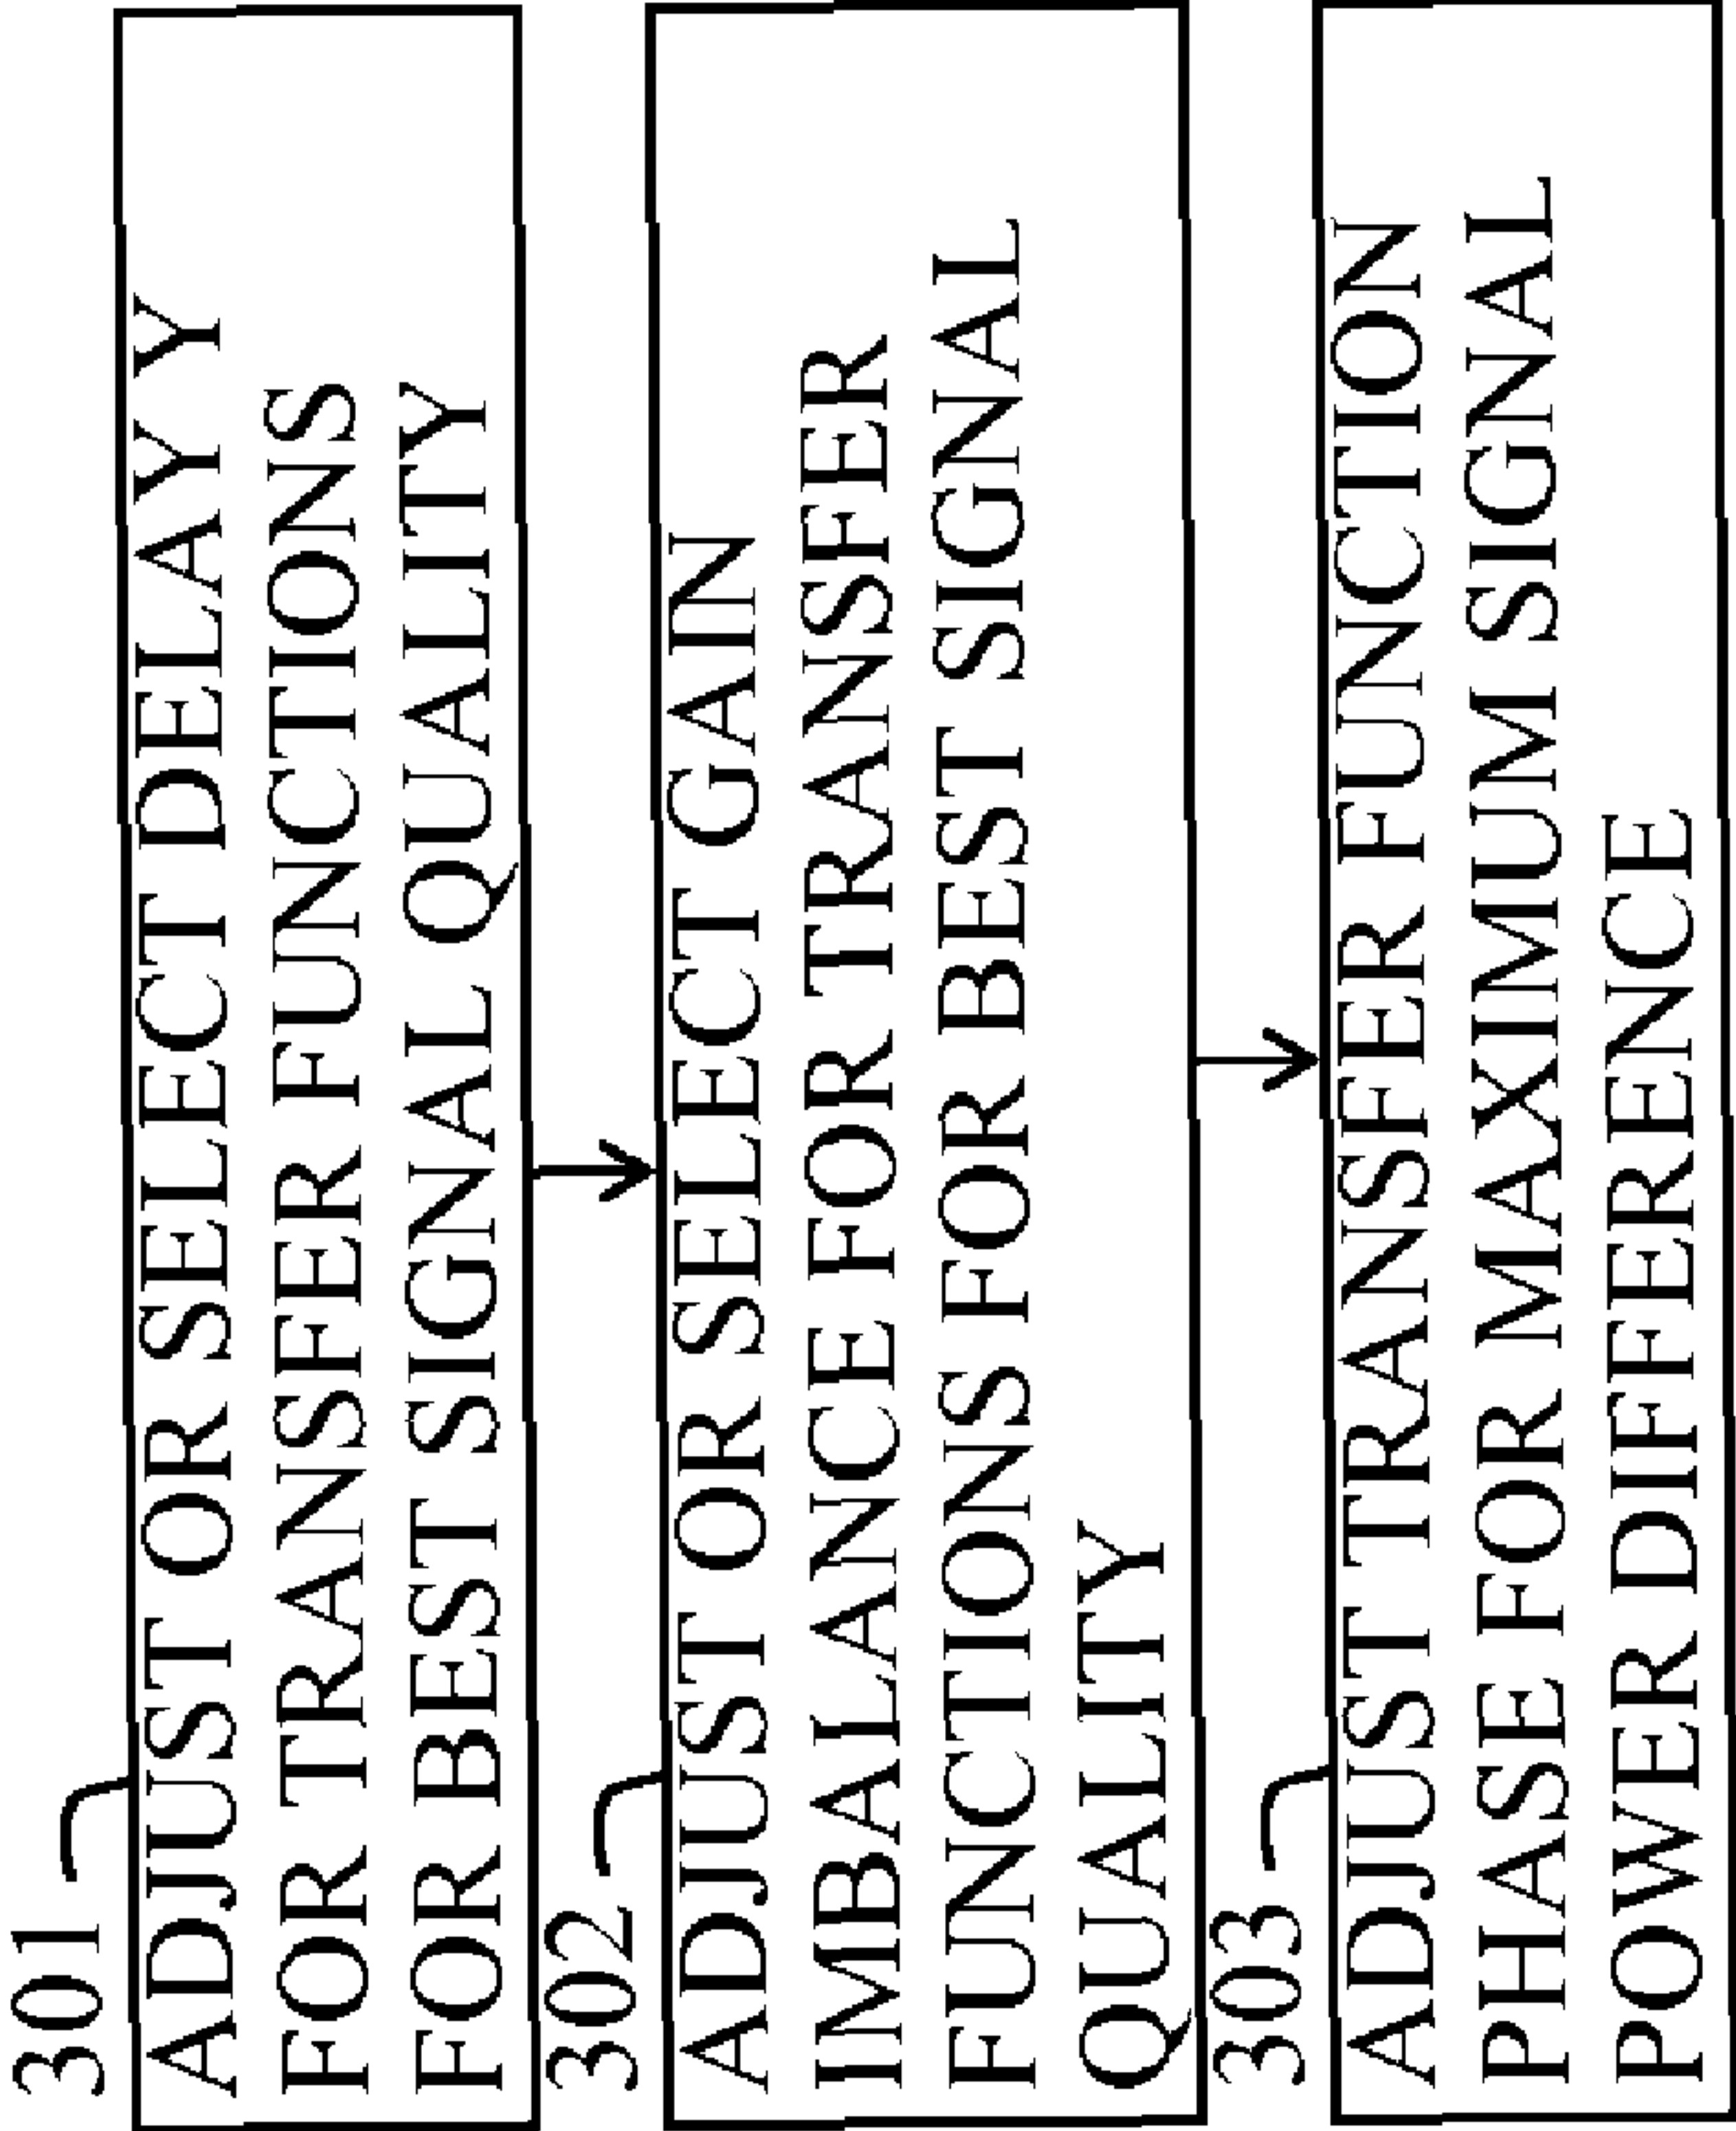 301
ADJUST OR SELECT DELAY Y
FOR TRANSFER FUNCTIONS
FOR BEST SIGNAL QUALITY
302
ADJUST OR SELECT GAIN
IMBALANCE FOR TRANSFER
FUNCTIONS FOR BEST SIGNAL
QUALITY
303
ADJUST TRANSFER FUNCTION
PHASE FOR MAXIMUM SIGNAL
POWER DIFFERENCE